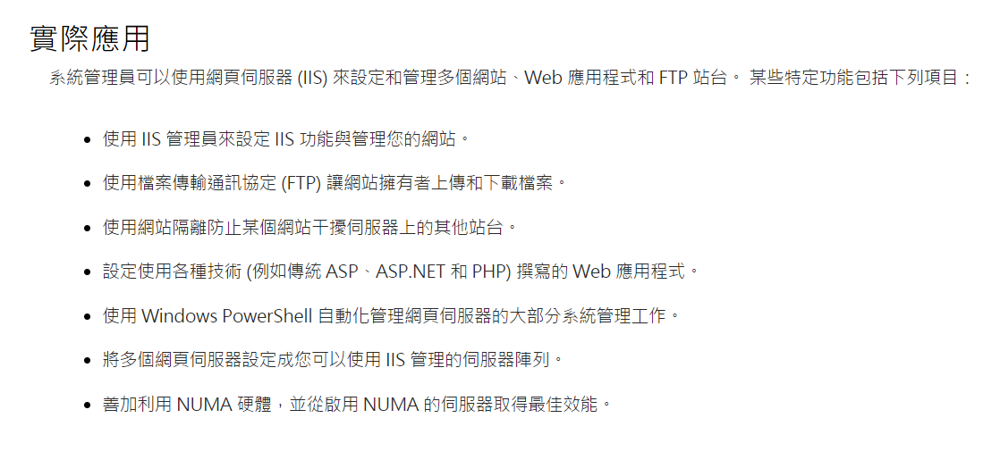 實際應用
系統管理員可以使用網頁伺服器 (IIS) 來設定和管理多個網站、Web 應用程式和 FTP 站台。 某些特定功能包括下列項目：
• 使用 IIS 管理員來設定 IIS 功能與管理您的網站。
• 使用檔案傳輸通訊協定 (FTP) 讓網站擁有者上傳和下載檔案。
• 使用網站隔離防止某個網站干擾伺服器上的其他站台。
• 設定使用各種技術 (例如傳統 ASP、ASP.NET 和 PHP) 撰寫的 Web 應用程式。
• 使用 Windows PowerShell 自動化管理網頁伺服器的大部分系統管理工作。
• 將多個網頁伺服器設定成您可以使用 IIS 管理的伺服器陣列。
• 善加利用 NUMA 硬體，並從啟用 NUMA 的伺服器取得最佳效能。